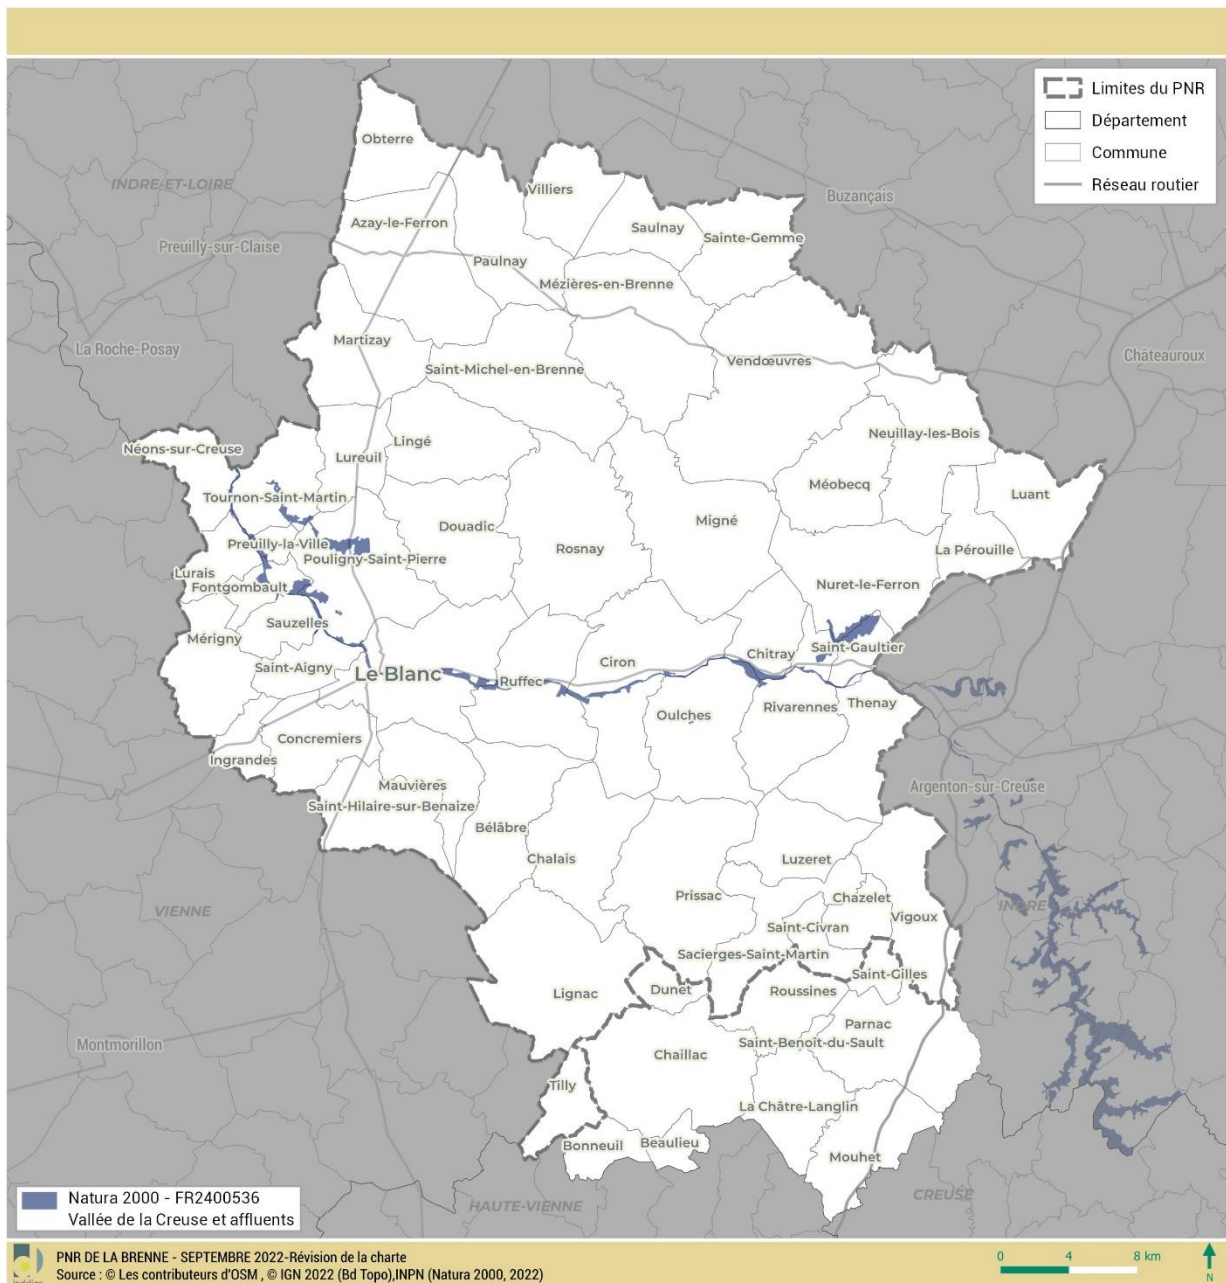 Limites du PNR
Département
Commune
Réseau routier
Obterre
INDRE-ET-LOIRE
Villiers
Buzançais
Azay-le-Ferron
Saulnay
Sainte-Gemme
Preuilly-sur-Claise
Paulnay
Mézières-en-Brenne
Martizay
La Roche-Posay
Châteauroux
Vendœuvres
Saint-Michel-en-Brenne
Neuillay-les-Bois
Néons-sur-Creuse
Lingé
Lureuil
Méobecq
Luant
Tournon-Saint-Martin
Douadic
Migné
Preuilly-la-Ville
Rosnay
La Pérouille
Pouligny-Saint-Pierre
Lurais
Fontgombault
Nuret-le-Ferron
Sauzelles
Mérigny
Saint-Gaultier
Chitray
Ciron
Saint-Aigny
Le Blanc
Ruffec
Thenay
Rivarennes
Oulches
Concremiers
Ingrandes
Mauvières
Argenton-sur-Creuse
Saint-Hilaire-sur-Benaize
Bélâbre
Chalais
Luzeret
Prissac
Chazelet
INDRE
VIENNE
Vigoux
Saint-Civran
Sacierges-Saint-Martin
Saint-Gilles
Lignac
Dunet
Roussines
Parnac
Montmorillon
Saint-Benoît-du-Sault
Chaillac
Tilly
La Châtre-Langlin
Bonneuil
Beaulieu
Mouhet
HAUTE-VIENNE
CREUSE
Natura 2000 - FR2400536
Vallée de la Creuse et affluents
PNR DE LA BRENNE - SEPTEMBRE 2022-Révision de la charte
Source : © Les contributeurs d'OSM , © IGN 2022 (Bd Topo),INPN (Natura 2000, 2022)
0 4 8 km
N